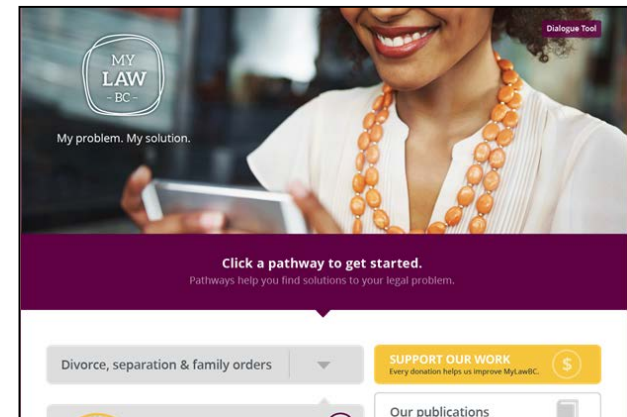 Dialogue Tool
MY
LAW
- BC -
My problem. My solution.
Click a pathway to get started.
Pathways help you find solutions to your legal problem.
Divorce, separation & family orders
SUPPORT OUR WORK
Every donation helps us improve MyLawBC.
$
Our publications